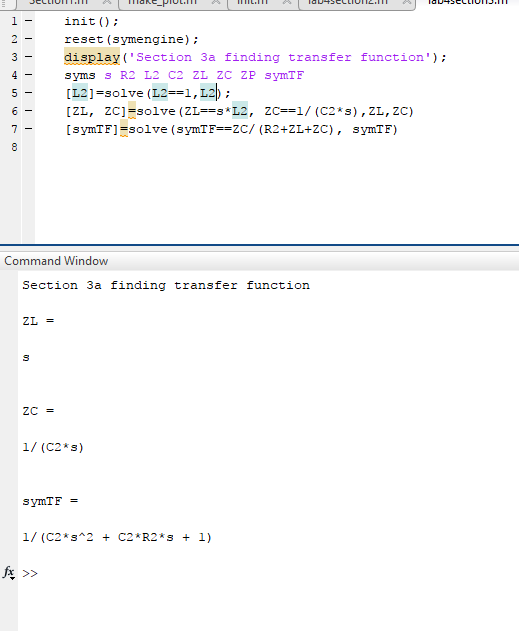 Section1.m make_plot.m init.m lab4section2.m lab4section3.m
1 - init();
2 - reset(symengine);
3 - display('Section 3a finding transfer function');
4 - syms s R2 L2 C2 ZL ZC ZP symTF
5 - [L2]=solve(L2==1,L2);
6 - [ZL, ZC]=solve(ZL==s*L2, ZC==1/(C2*s),ZL,ZC)
7 - [symTF]=solve(symTF==ZC/(R2+ZL+ZC), symTF)
8
Command Window
Section 3a finding transfer function
ZL =
s
ZC =
1/(C2*s)
symTF =
1/(C2*s^2 + C2*R2*s + 1)
fx >>